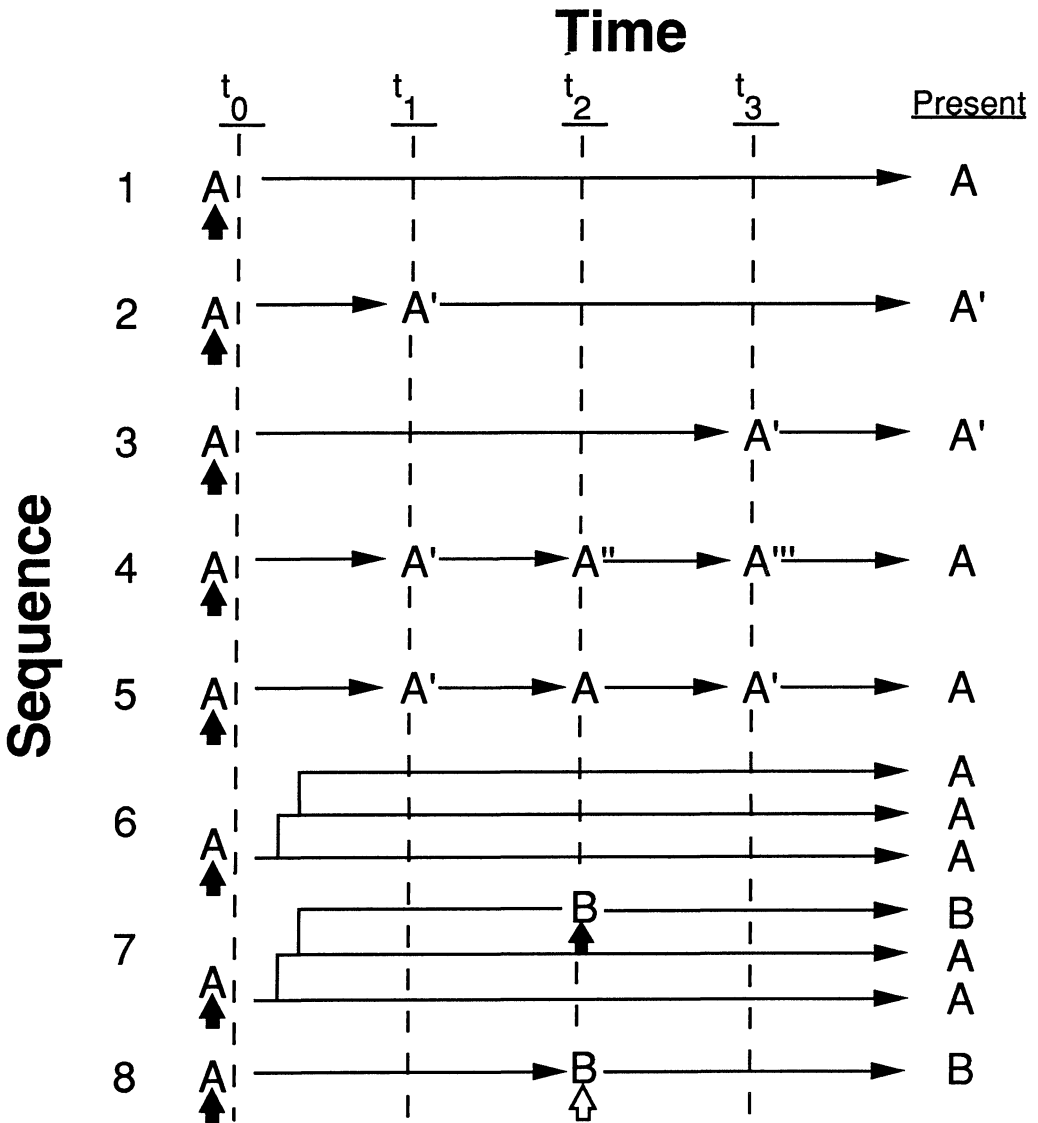 Time
t0 t1 t2 t3 Present
Sequence
1 A A
2 A A' A'
3 A A' A'
4 A A' A" A''' A
5 A A' A A' A
A
6 A
A A
B B
7 A
A A
8 A B B